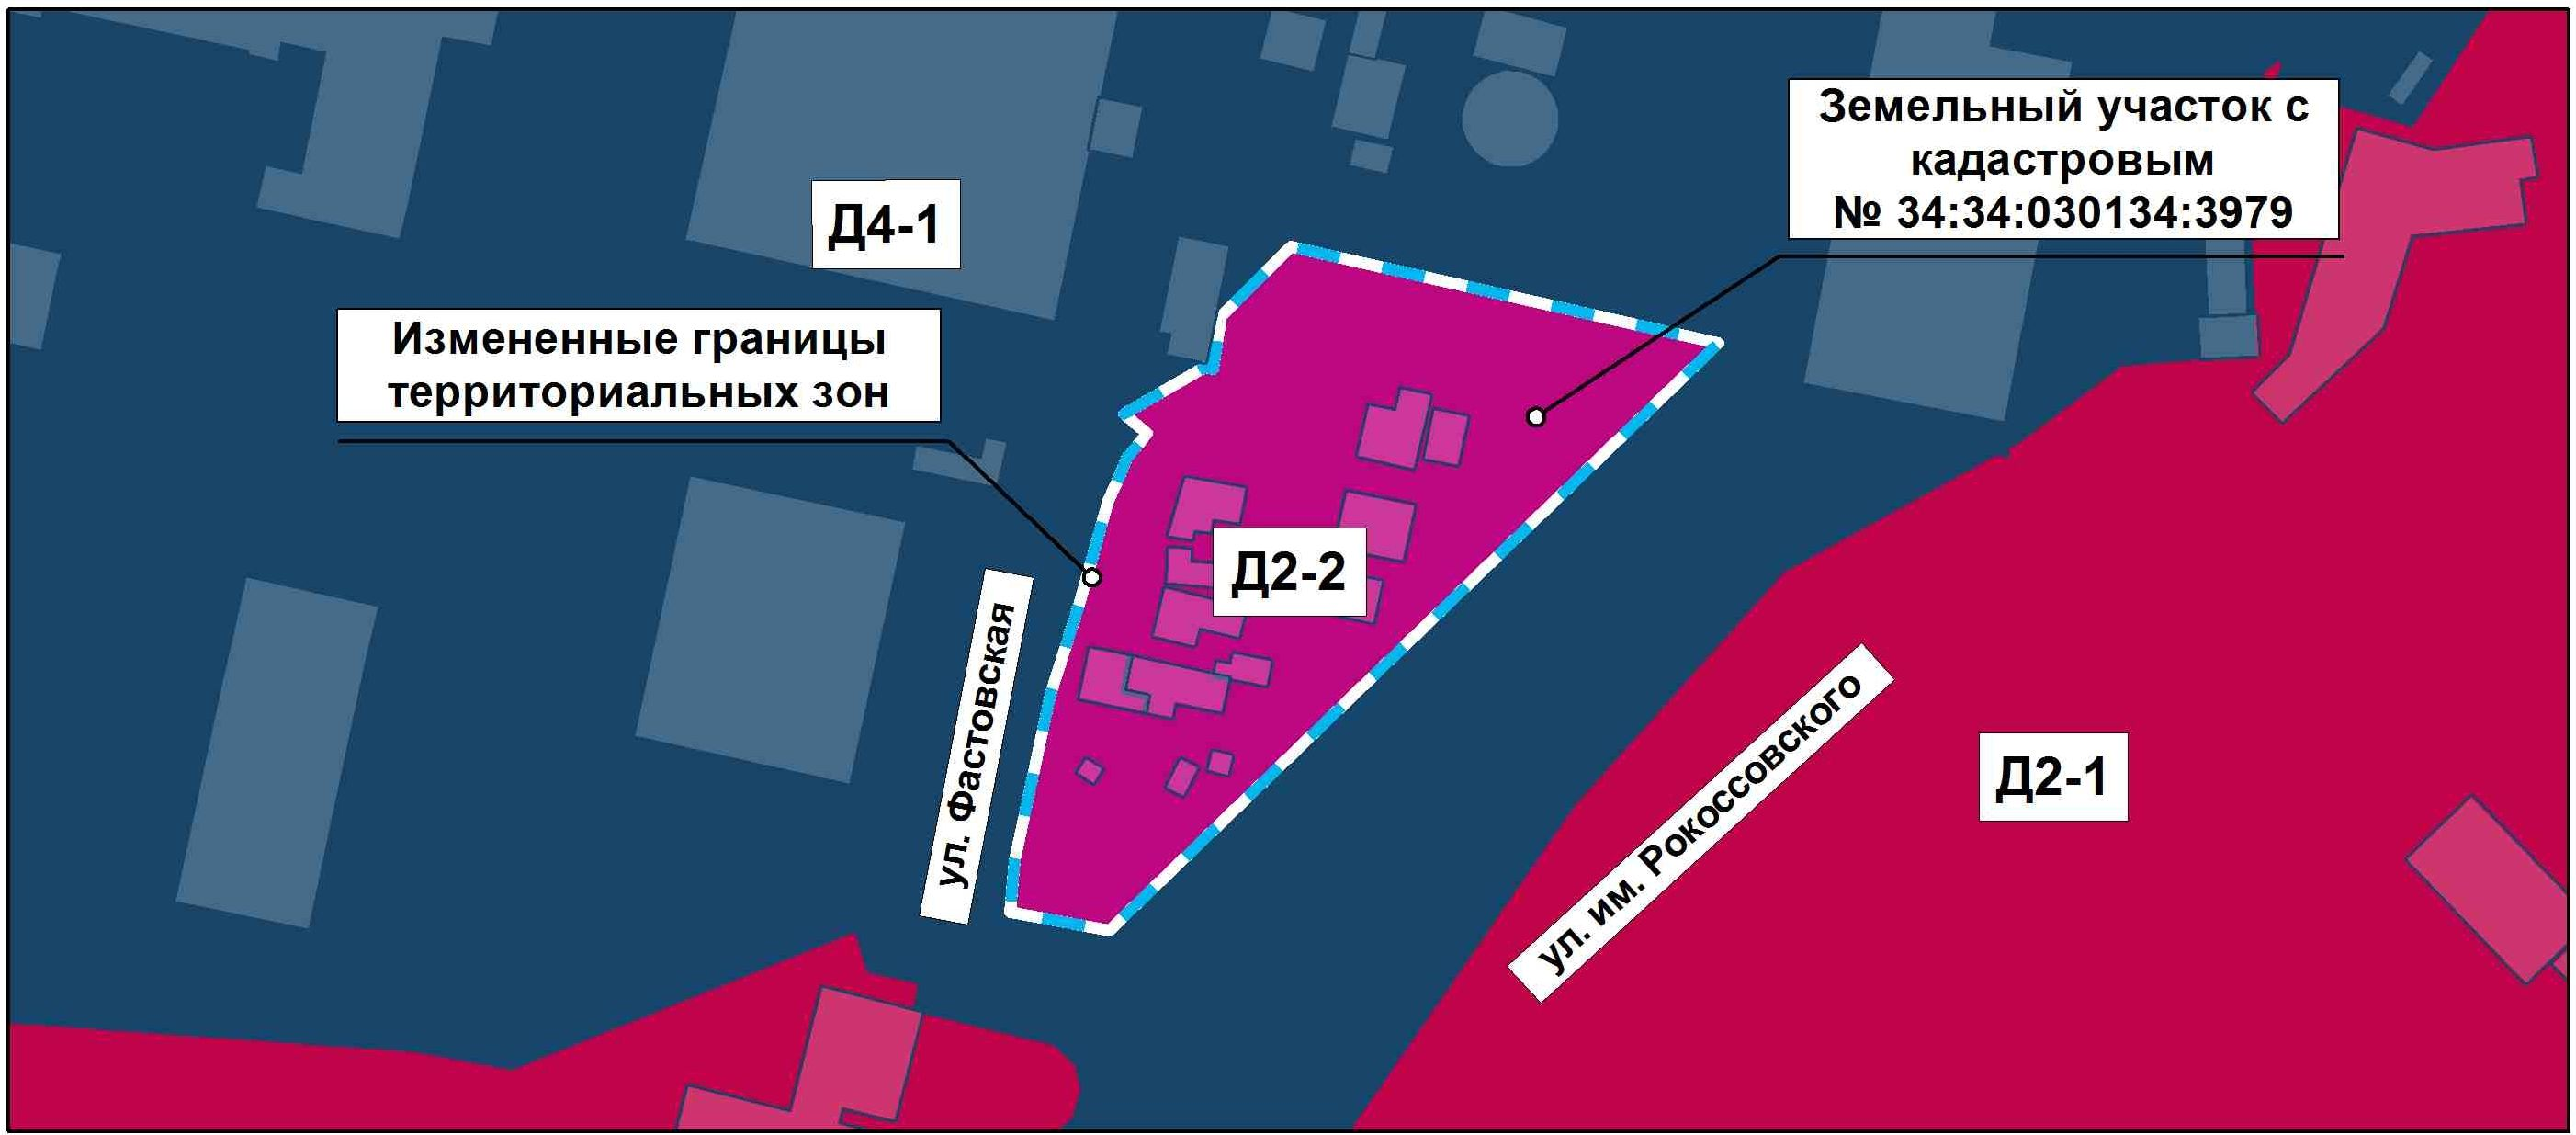 Земельный участок с
кадастровым
№ 34:34:030134:3979
Д4-1
Измененные границы
территориальных зон
Д2-2
ул. Фастовская
ул. им. Рокоссовского
Д2-1